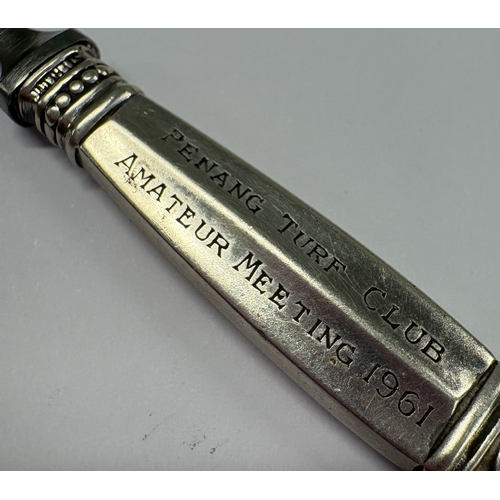 PENANG TURF CLUB
AMATEUR MEETING 1961